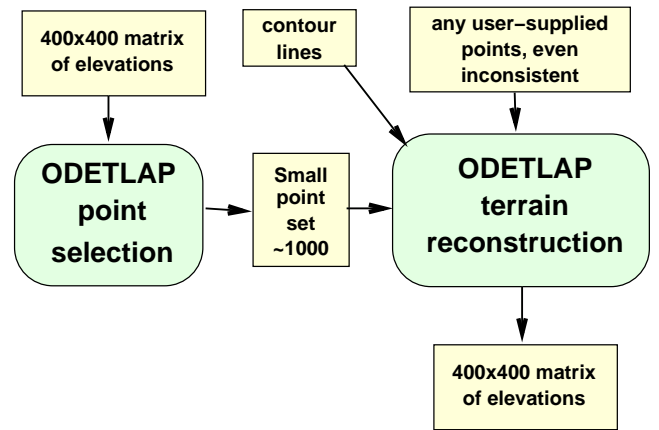 400x400 matrix
of elevations
contour
lines
any user–supplied
points, even
inconsistent
ODETLAP
point
selection
Small
point
set
~1000
ODETLAP
terrain
reconstruction
400x400 matrix
of elevations